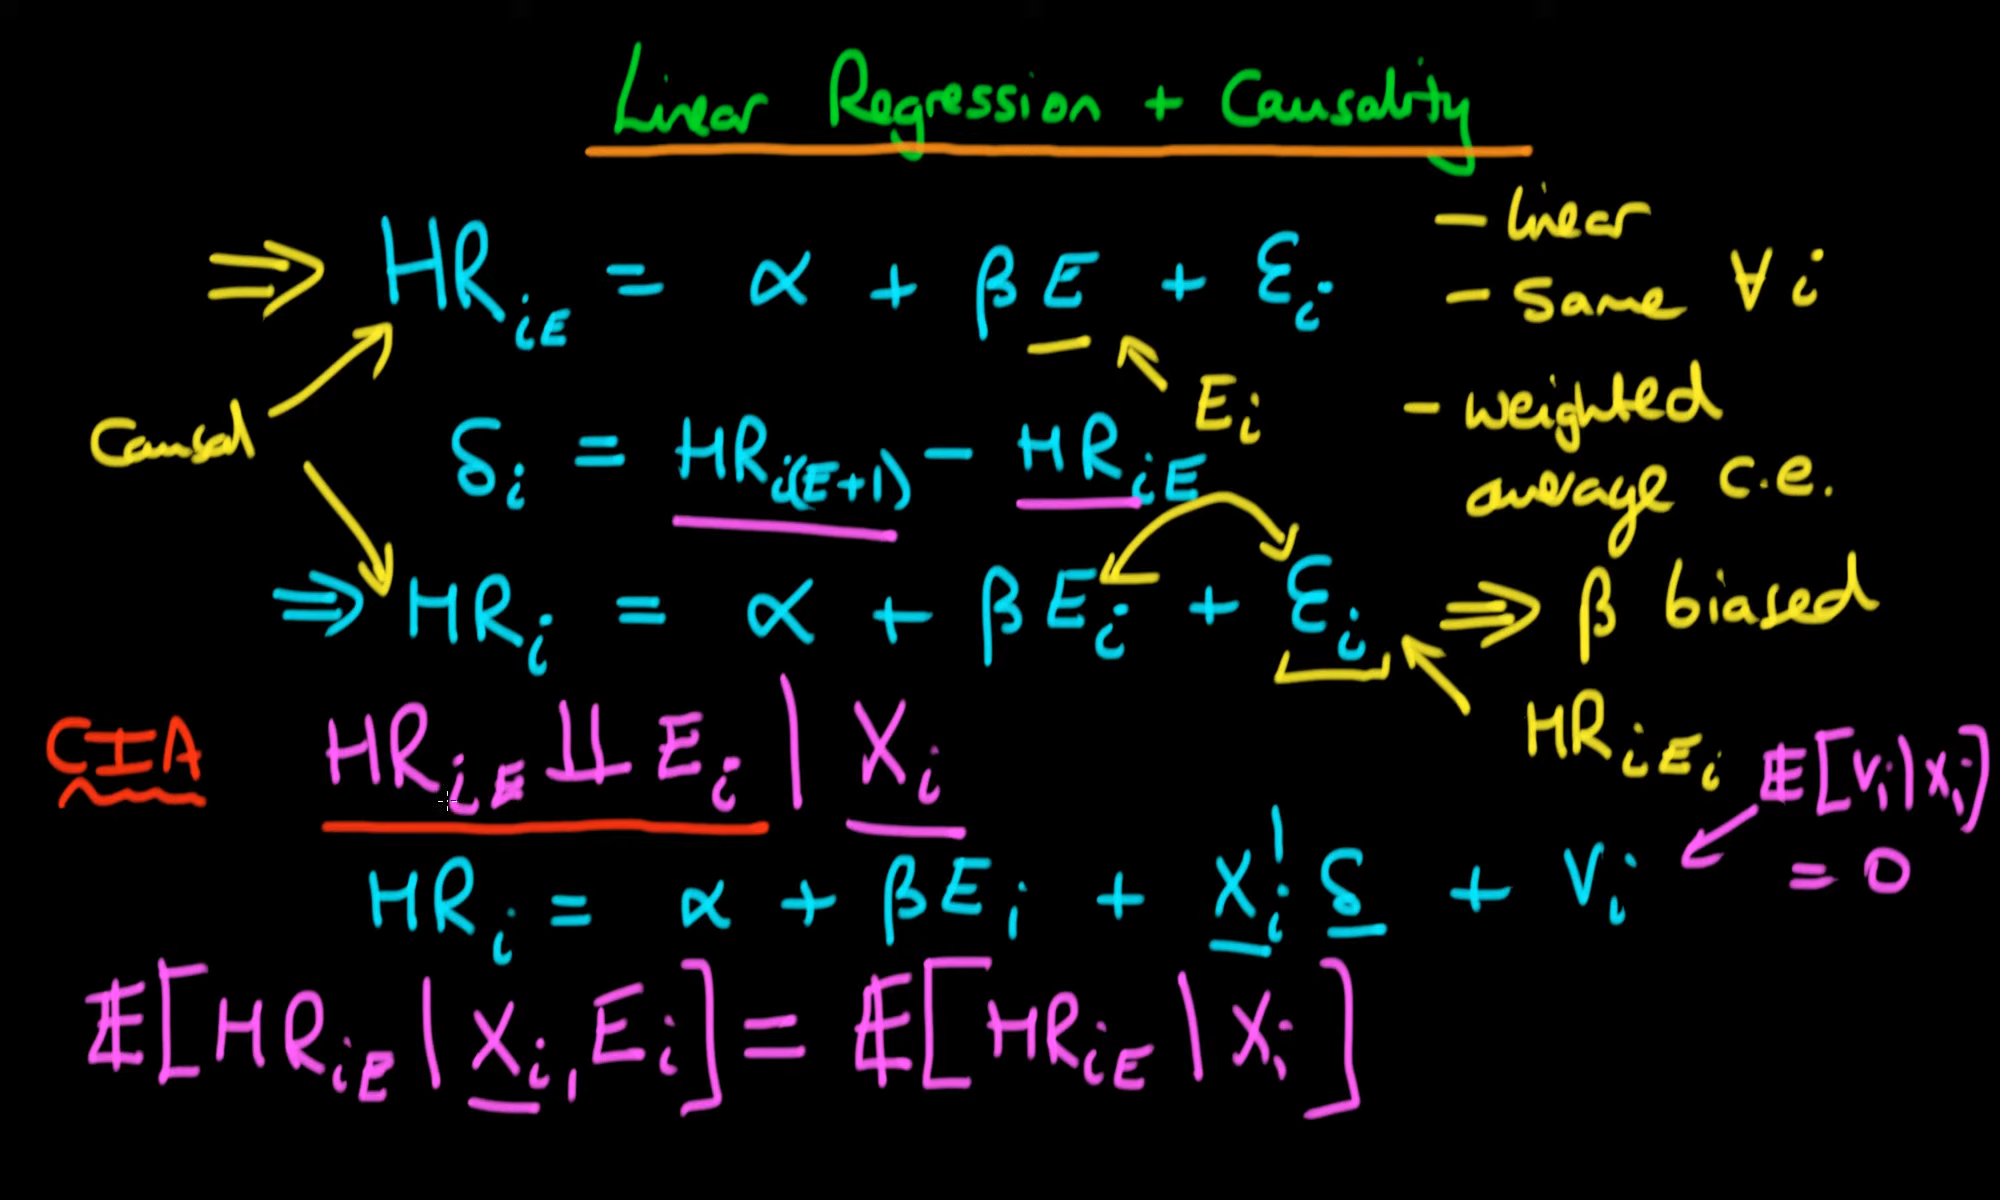 Linear Regression + Causality
⇒ HR_iE = α + βE + ε_i
- linear
- Same ∀ i
E_i
- weighted average c.e.
Causal
δ_i = HR_i(E+1) - HR_iE
⇒ HR_i = α + βE_i + ε_i ⇒ β biased
HR_iE_i
CIA HR_iE ⫫ E_i | X_i
𝔼[V_i | X_i] = 0
HR_i = α + βE_i + X_i' δ + V_i
𝔼[HR_iE | X_i, E_i] = 𝔼[HR_iE | X_i]